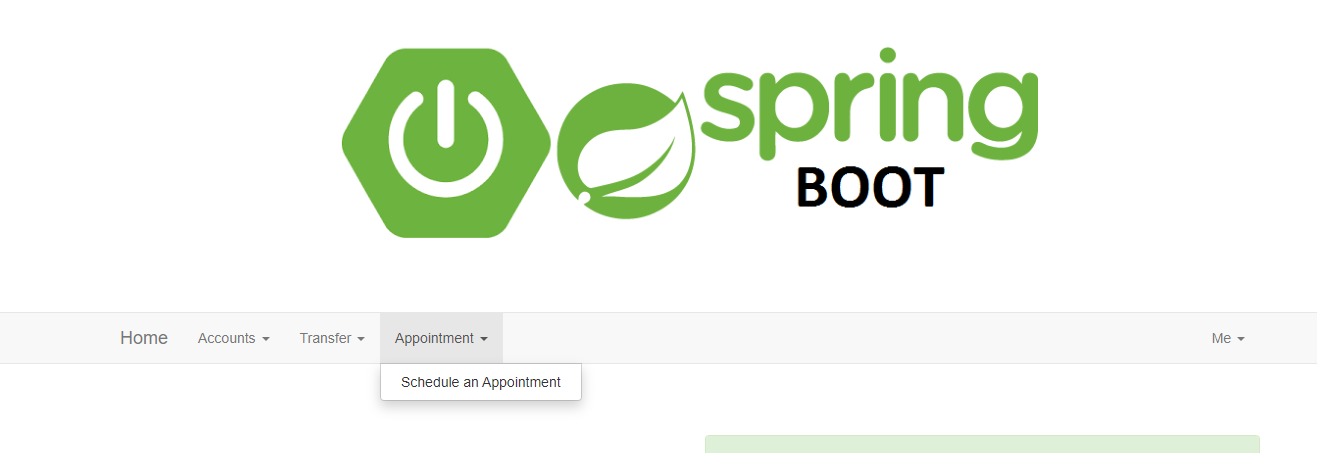 spring
BOOT
Home Accounts Transfer Appointment Me
Schedule an Appointment